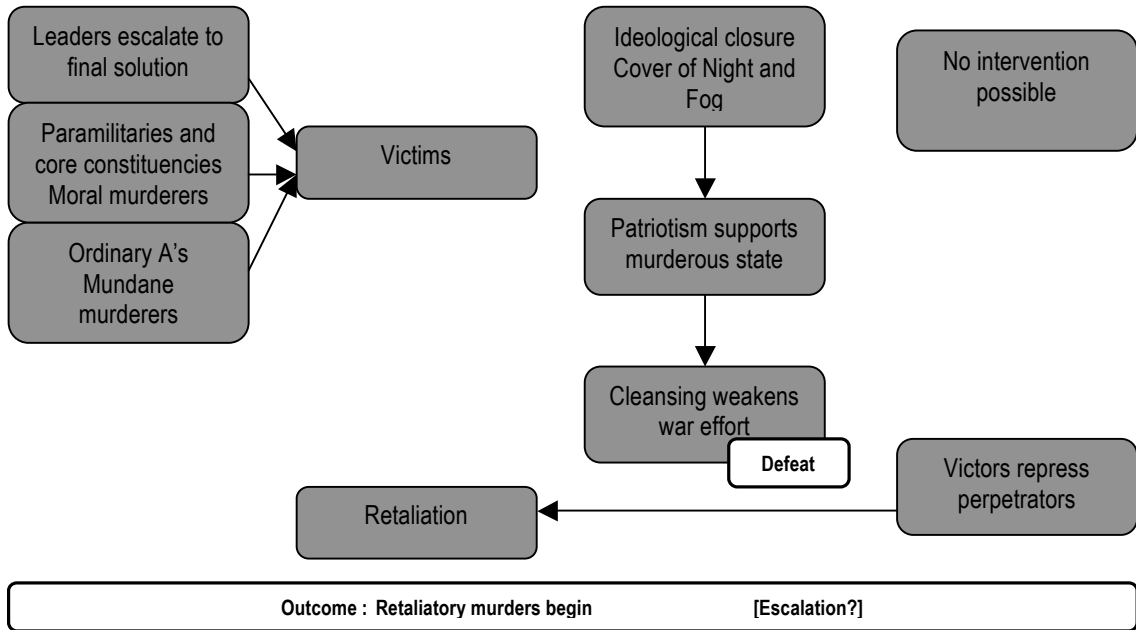 Leaders escalate to
final solution
Paramilitaries and
core constituencies
Moral murderers
Ordinary A's
Mundane
murderers
Victims
Ideological closure
Cover of Night and
Fog
Patriotism supports
murderous state
Cleansing weakens
war effort
Defeat
No intervention
possible
Victors repress
perpetrators
Retaliation
Outcome : Retaliatory murders begin [Escalation?]